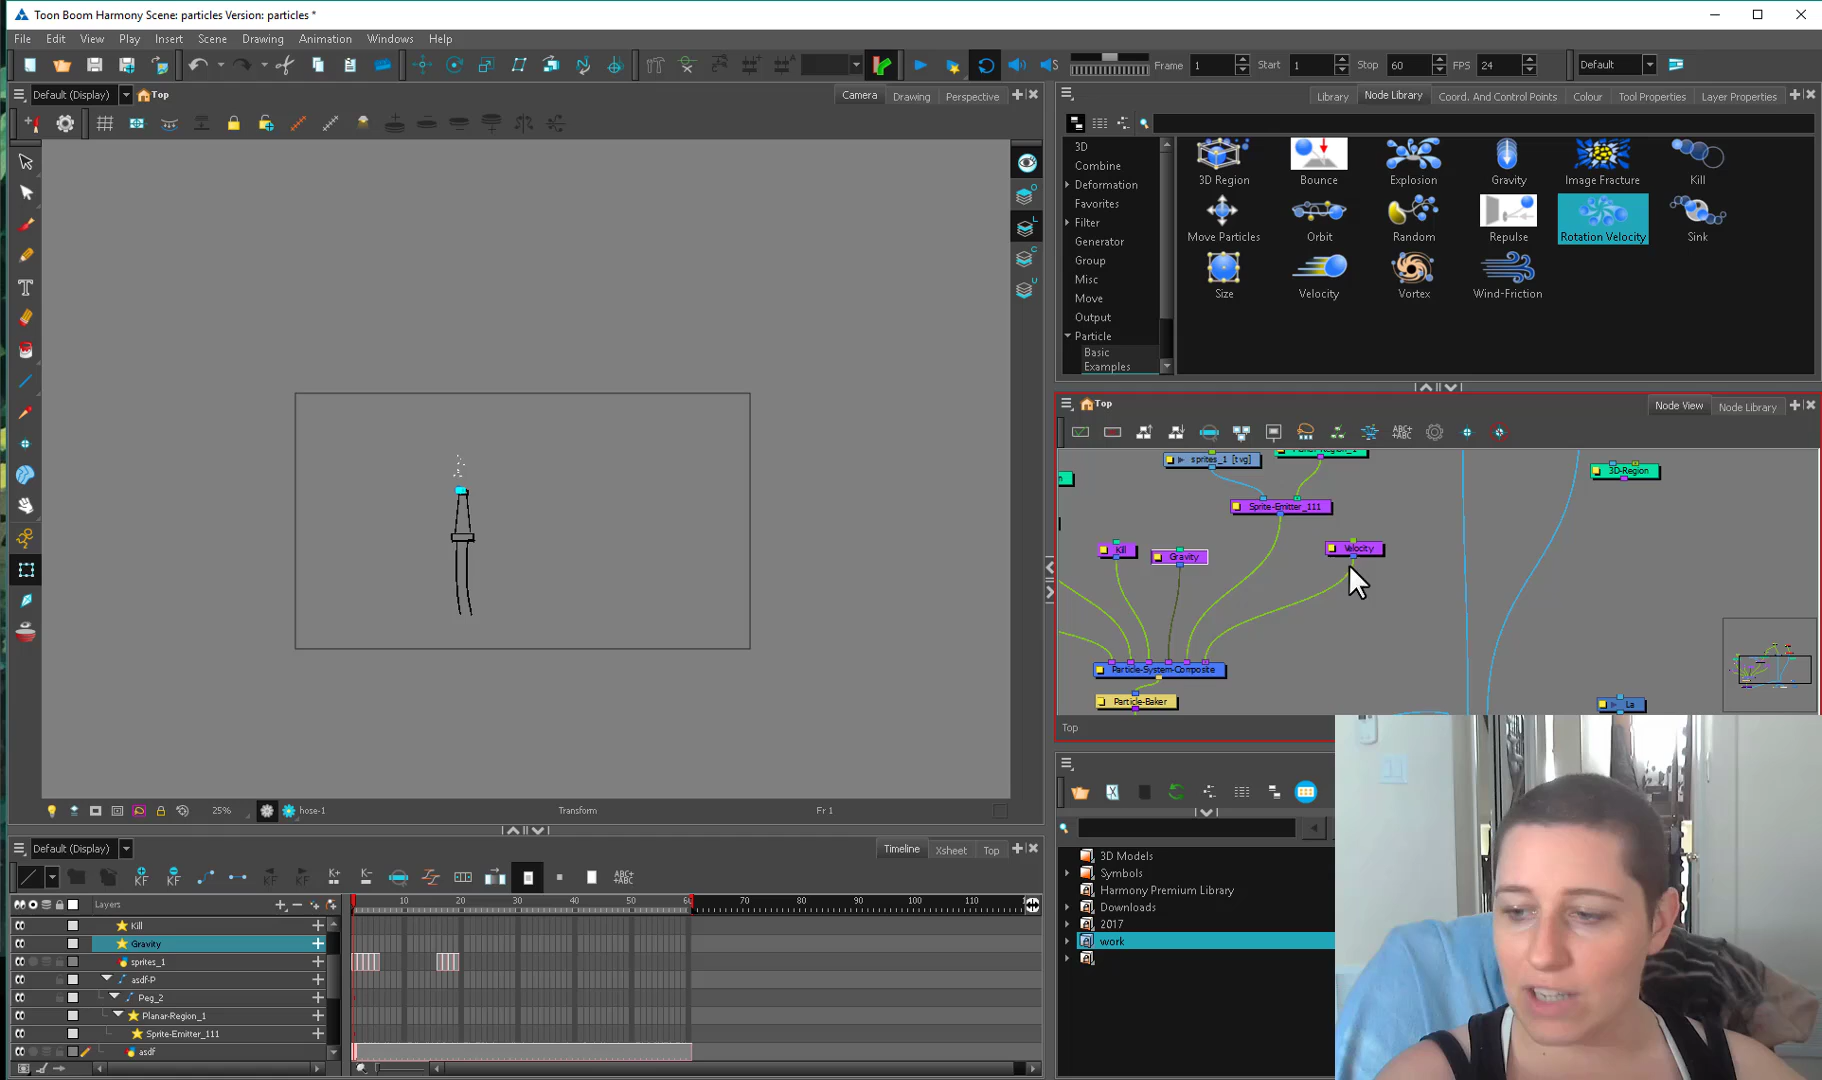 Toon Boom Harmony Scene: particles Version: particles *
File Edit View Play Insert Scene Drawing Animation Windows Help
Frame 1 Start 1 Stop 60 FPS 24 Default
Default (Display) Top Camera Drawing Perspective
Library Node Library Coord. And Control Points Colour Tool Properties Layer Properties
3D
Combine
Deformation
Favorites
Filter
Generator
Group
Misc
Move
Output
Particle
Basic
Examples
3D Region Bounce Explosion Gravity Image Fracture Kill
Move Particles Orbit Random Repulse Rotation Velocity Sink
Size Velocity Vortex Wind-Friction
Top Node View Node Library
sprites_1 [tvg]
3D-Region
Sprite-Emitter_111
Kill Gravity Velocity
Particle-System-Composite
Particle-Baker
La
Top
25% hose-1 Transform Fr 1
Default (Display) Timeline Xsheet Top
Layers 10 20 30 40 50 60 70 80 90 100 110
Kill
Gravity
sprites_1
asdf-P
Peg_2
Planar-Region_1
Sprite-Emitter_111
asdf
3D Models
Symbols
Harmony Premium Library
Downloads
2017
work